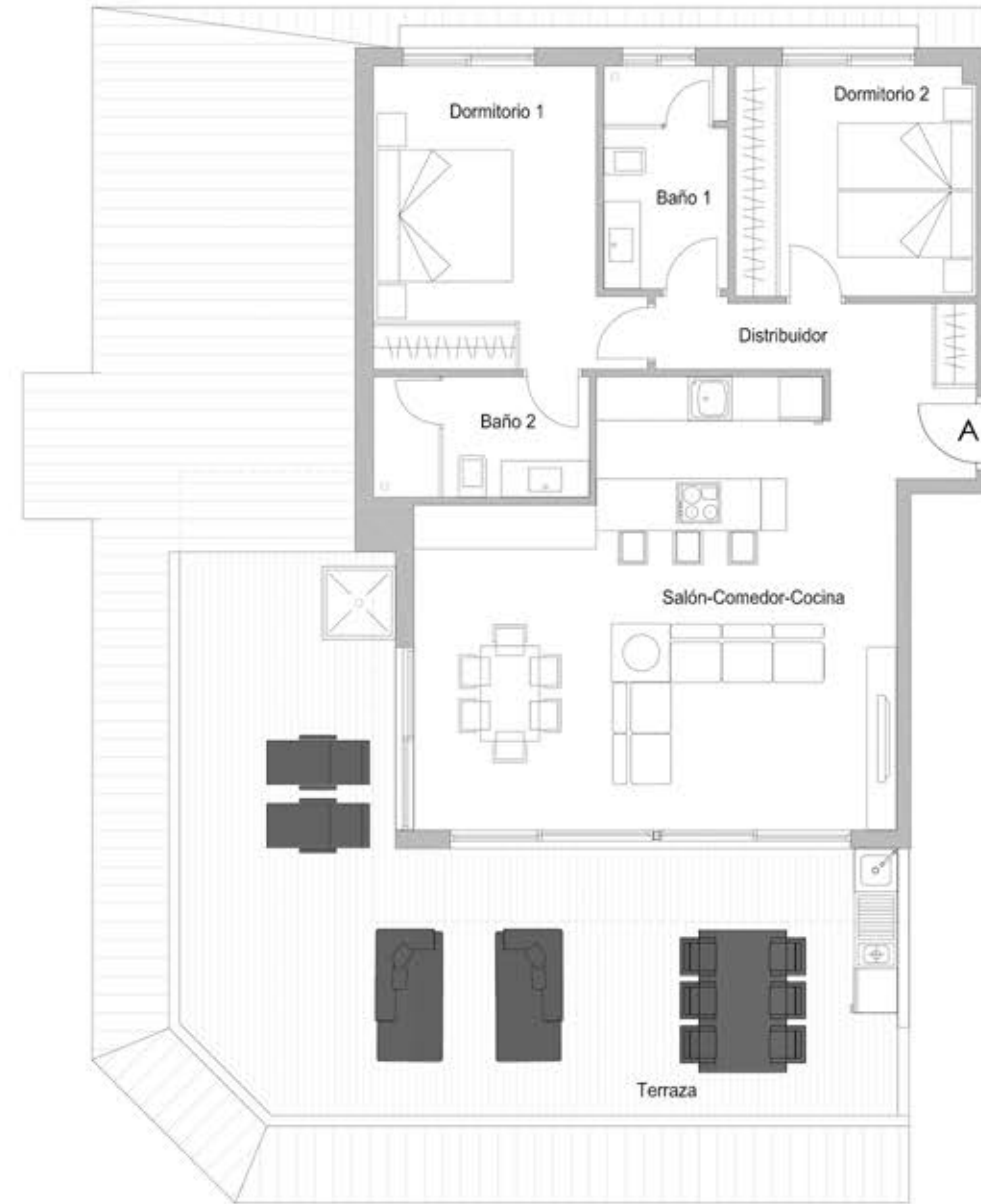 Dormitorio 1
Dormitorio 2
Baño 1
Distribuidor
Baño 2
A
Salón-Comedor-Cocina
Terraza